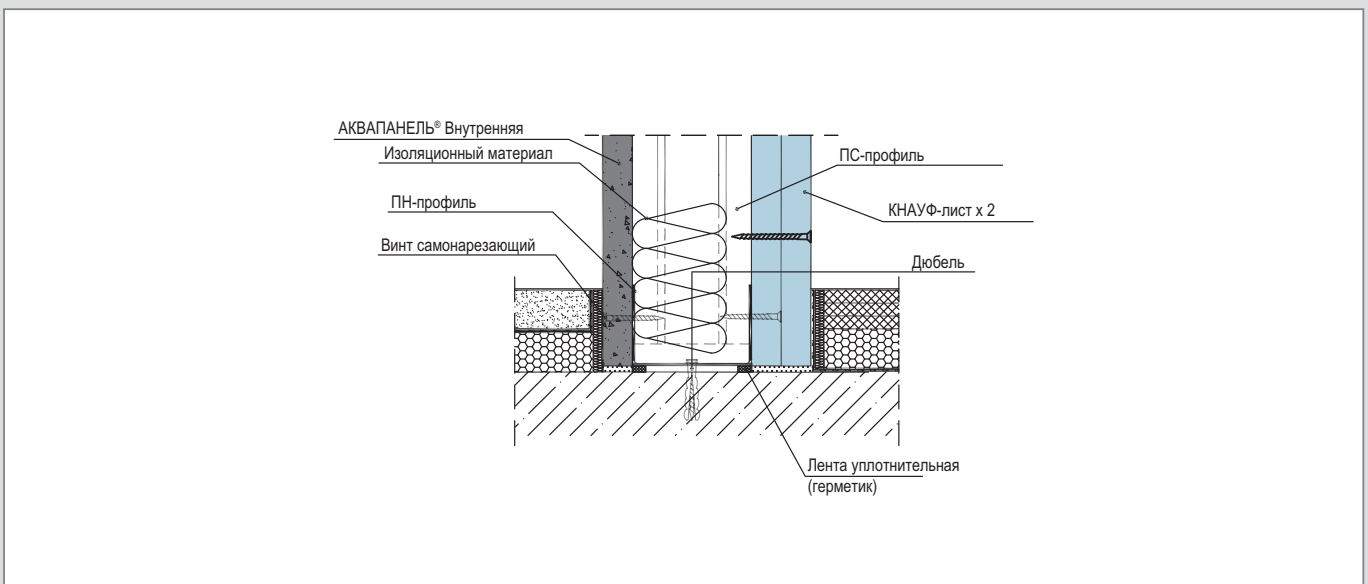 АКВАПАНЕЛЬ® Внутренняя
Изоляционный материал
ПН-профиль
Винт самонарезающий
ПС-профиль
КНАУФ-лист х 2
Дюбель
Лента уплотнительная
(герметик)